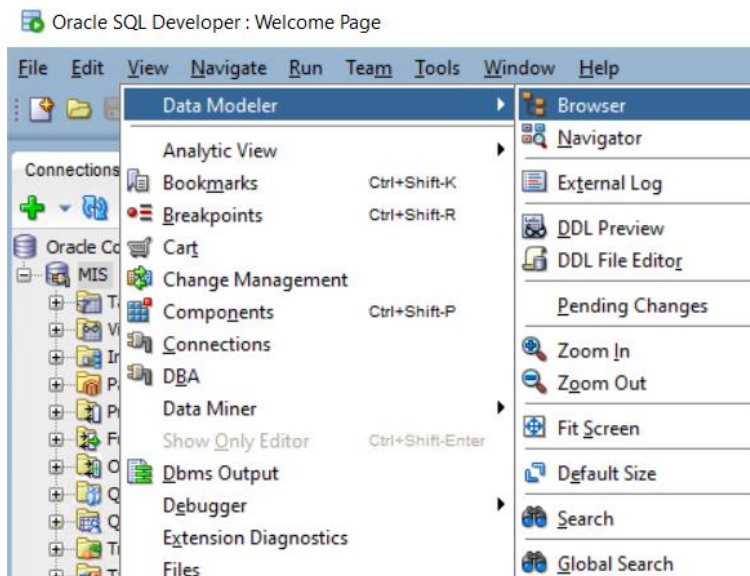 Oracle SQL Developer : Welcome Page
File Edit View Navigate Run Team Tools Window Help
Data Modeler
Analytic View
Bookmarks Ctrl+Shift-K
Breakpoints Ctrl+Shift-R
Cart
Change Management
Components Ctrl+Shift-P
Connections
DBA
Data Miner
Show Only Editor Ctrl+Shift-Enter
Dbms Output
Debugger
Extension Diagnostics
Files
Browser
Navigator
External Log
DDL Preview
DDL File Editor
Pending Changes
Zoom In
Zoom Out
Fit Screen
Default Size
Search
Global Search
Connections
Oracle
MIS